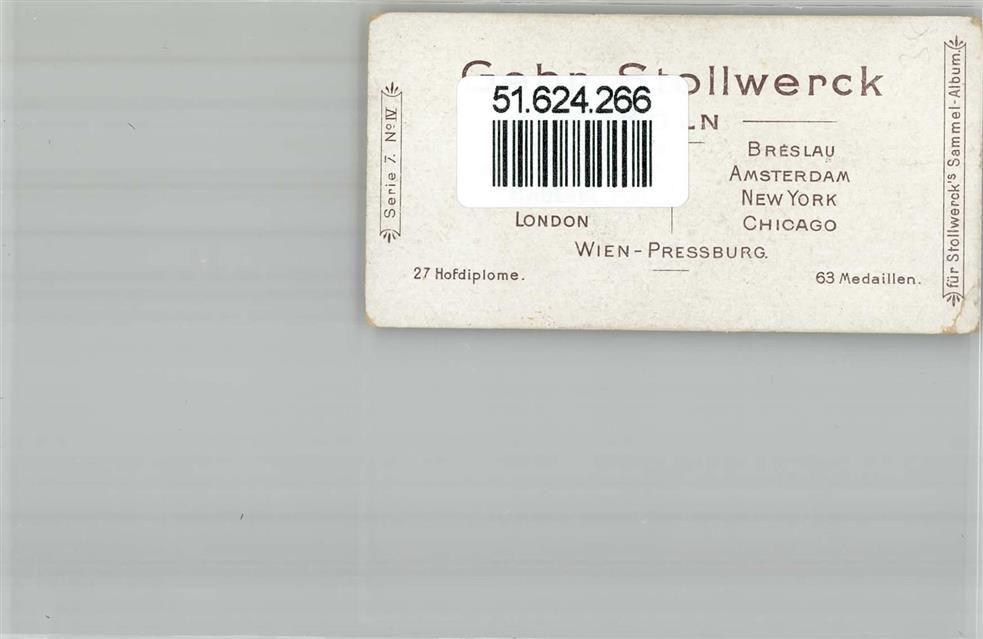 Gebr. Stollwerck
51.624.266
LN
BRESLAU
AMSTERDAM
NEW YORK
LONDON
CHICAGO
WIEN-PRESSBURG.
27 Hofdiplome.
63 Medaillen.
Serie 7. No IV
für Stollwerck's Sammel-Album.